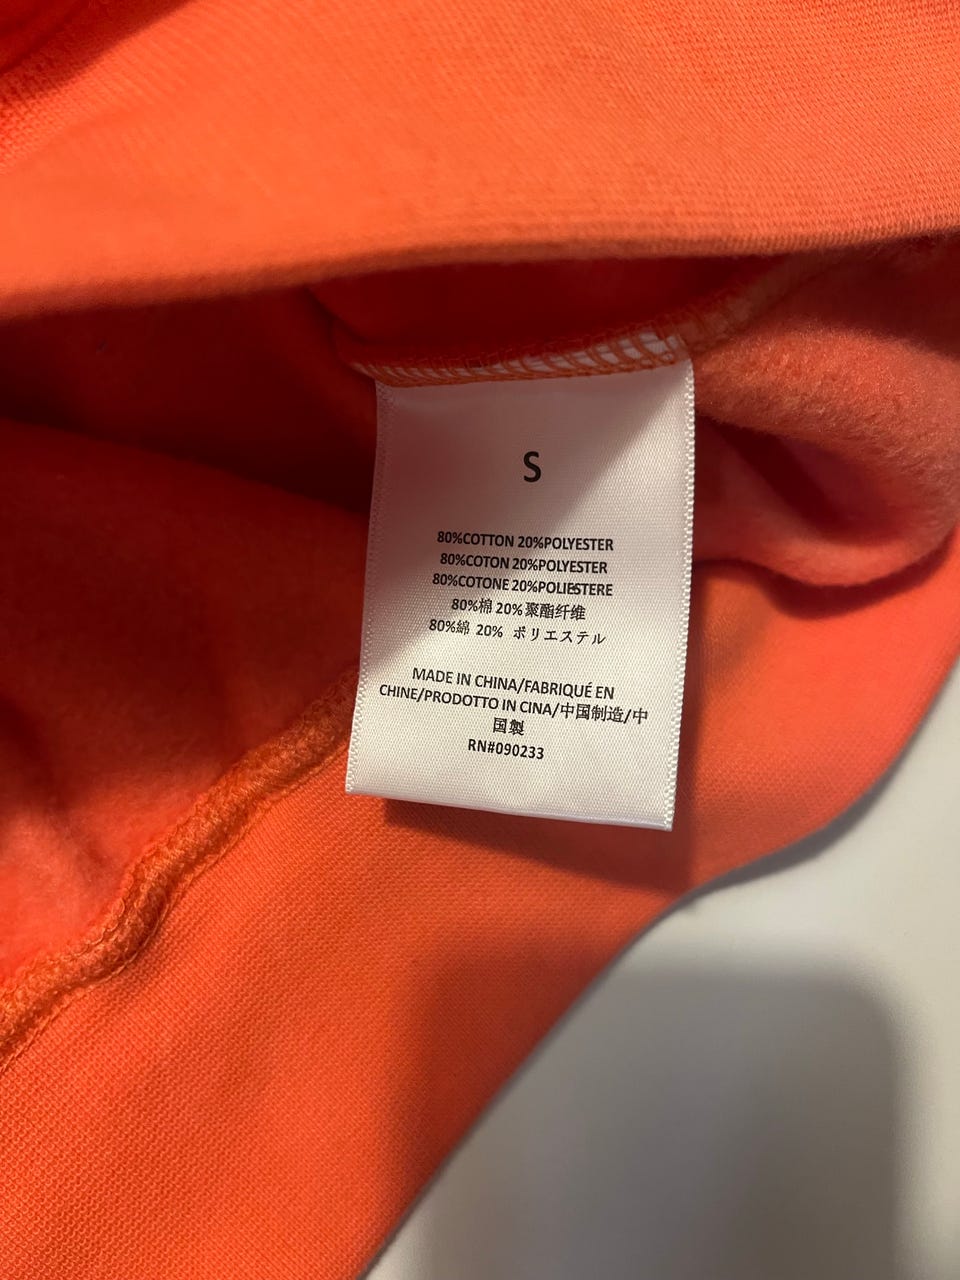 S
80%COTTON 20%POLYESTER
80%COTON 20%POLYESTER
80%COTONE 20%POLIESTERE
80%棉 20%聚酯纤维
80%綿 20% ポリエステル
MADE IN CHINA/FABRIQUÉ EN
CHINE/PRODOTTO IN CINA/中国制造/中
国製
RN#090233